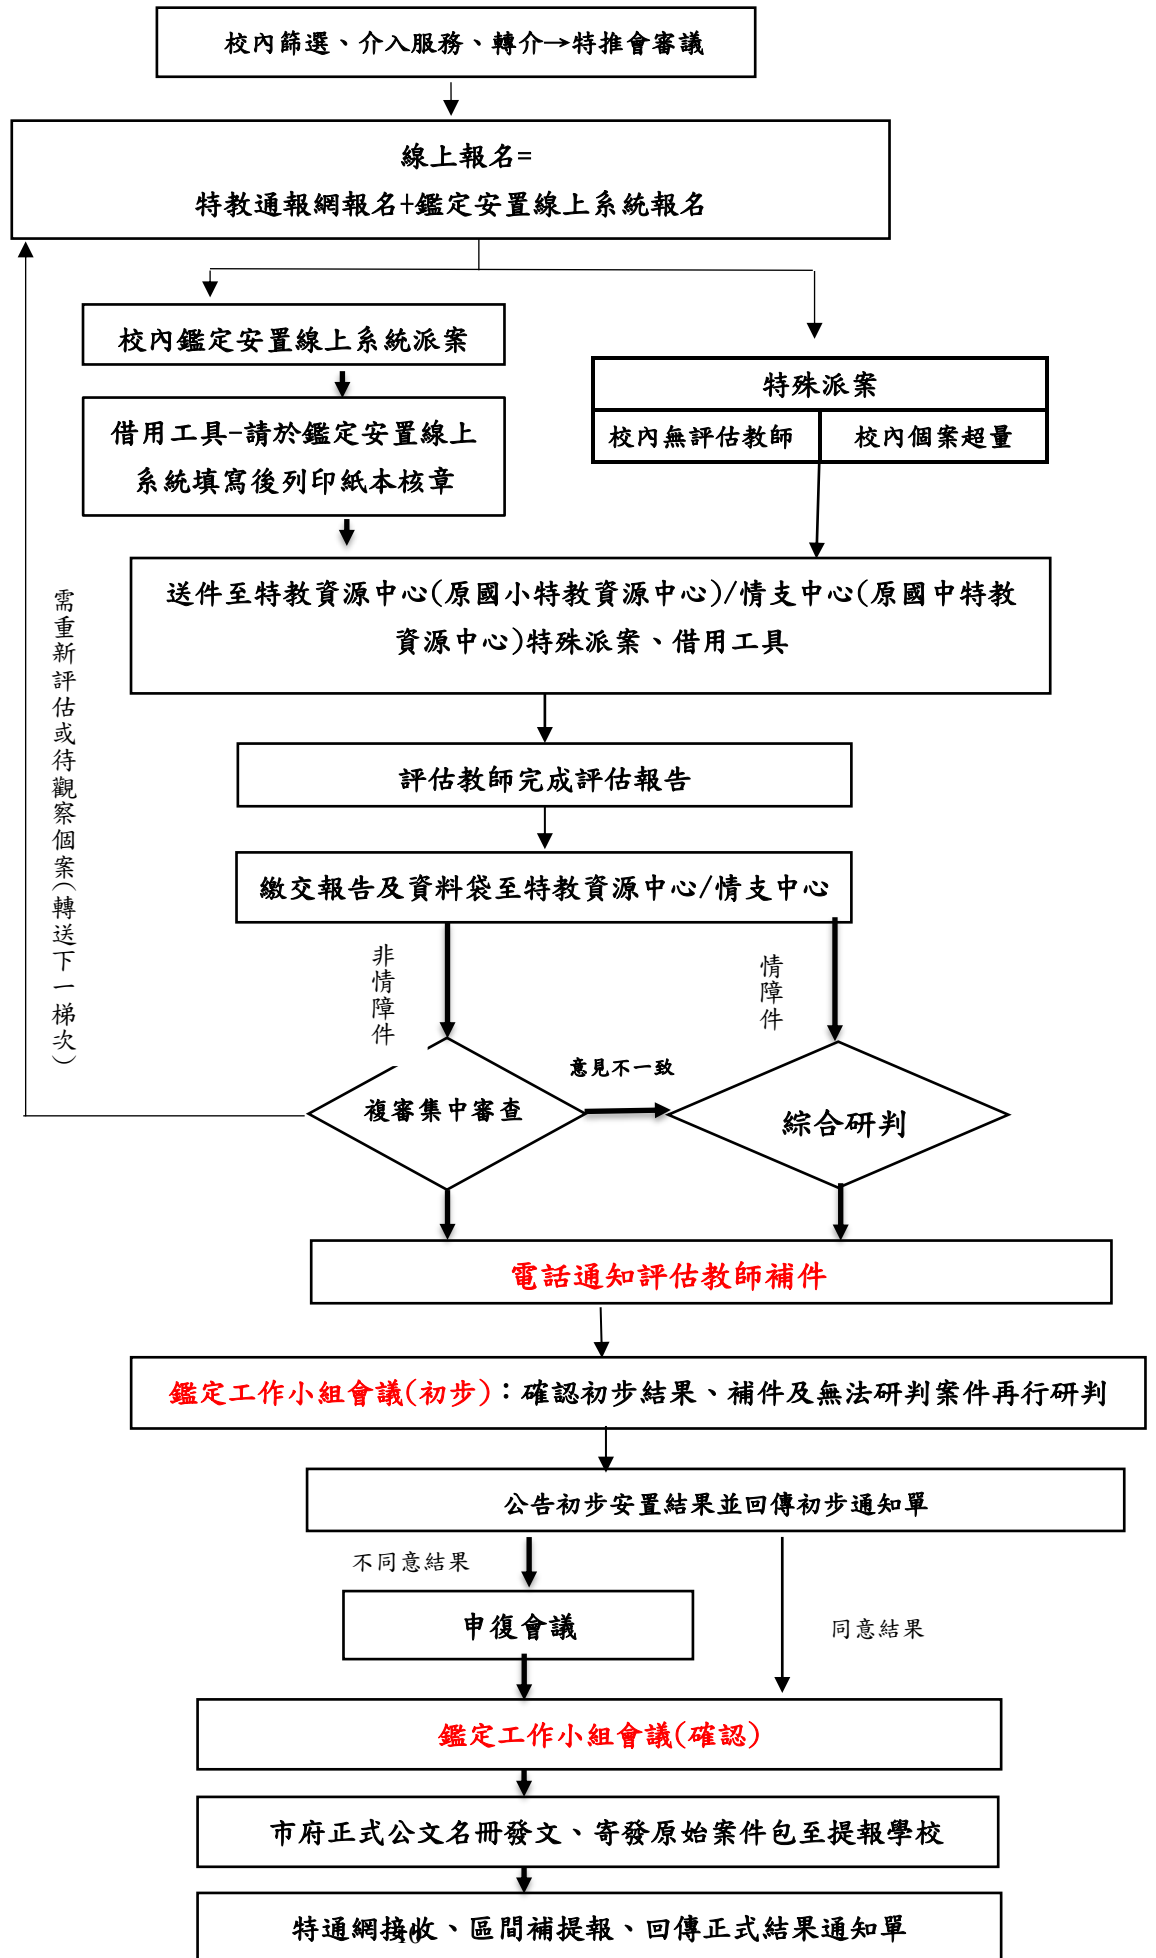 校內篩選、介入服務、轉介→特推會審議
線上報名=
特教通報網報名+鑑定安置線上系統報名
校內鑑定安置線上系統派案
特殊派案
校內無評估教師
校內個案超量
借用工具-請於鑑定安置線上
系統填寫後列印紙本核章
送件至特教資源中心(原國小特教資源中心)/情支中心(原國中特教
資源中心)特殊派案、借用工具
需重新評估或待觀察個案(轉送下一梯次)
評估教師完成評估報告
繳交報告及資料袋至特教資源中心/情支中心
非情障件
情障件
意見不一致
複審集中審查
綜合研判
電話通知評估教師補件
鑑定工作小組會議(初步)：確認初步結果、補件及無法研判案件再行研判
公告初步安置結果並回傳初步通知單
不同意結果
申復會議
同意結果
鑑定工作小組會議(確認)
市府正式公文名冊發文、寄發原始案件包至提報學校
特通網接收、區間補提報、回傳正式結果通知單